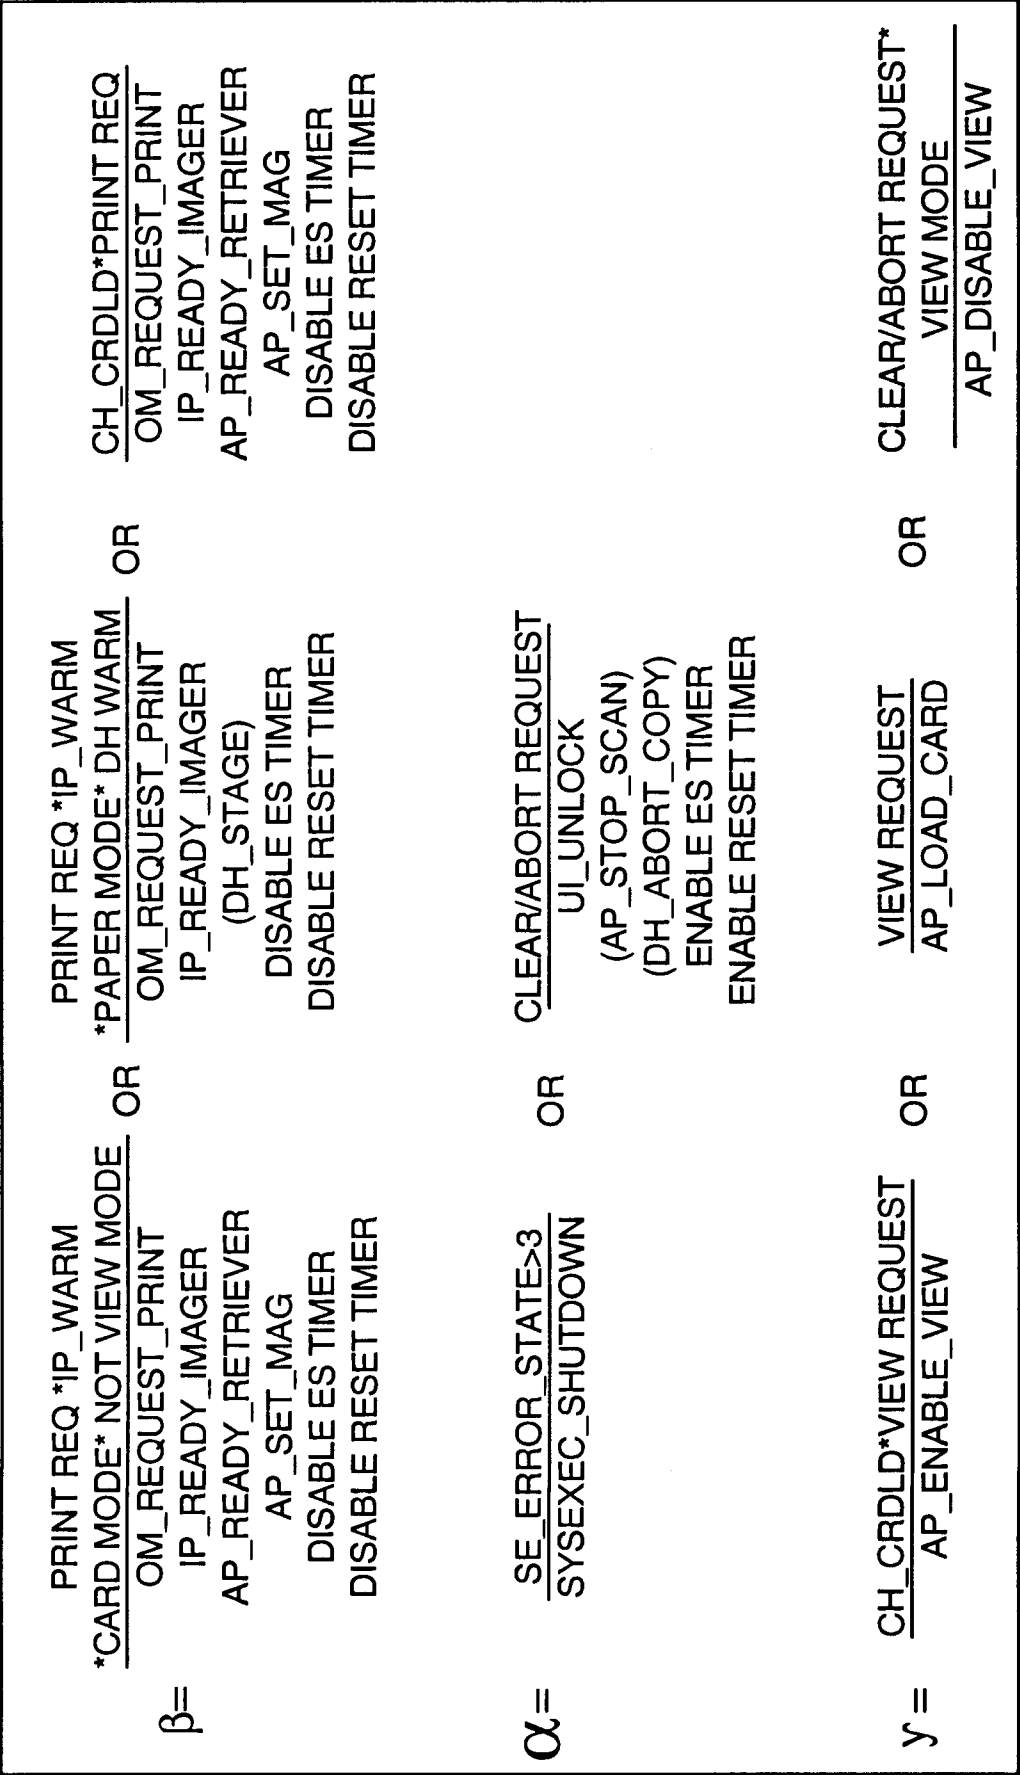 β=
PRINT REQ *IP_WARM
*CARD MODE* NOT VIEW MODE
OM_REQUEST_PRINT
IP_READY_IMAGER
AP_READY_RETRIEVER
AP_SET_MAG
DISABLE ES TIMER
DISABLE RESET TIMER
OR
PRINT REQ *IP_WARM
*PAPER MODE* DH WARM
OM_REQUEST_PRINT
IP_READY_IMAGER
(DH_STAGE)
DISABLE ES TIMER
DISABLE RESET TIMER
OR
CH_CRDLD*PRINT REQ
OM_REQUEST_PRINT
IP_READY_IMAGER
AP_READY_RETRIEVER
AP_SET_MAG
DISABLE ES TIMER
DISABLE RESET TIMER
α=
SE_ERROR_STATE>3
SYSEXEC_SHUTDOWN
OR
CLEAR/ABORT REQUEST
UI_UNLOCK
(AP_STOP_SCAN)
(DH_ABORT_COPY)
ENABLE ES TIMER
ENABLE RESET TIMER
γ =
CH_CRDLD*VIEW REQUEST
AP_ENABLE_VIEW
OR
VIEW REQUEST
AP_LOAD_CARD
OR
CLEAR/ABORT REQUEST*
VIEW MODE
AP_DISABLE_VIEW